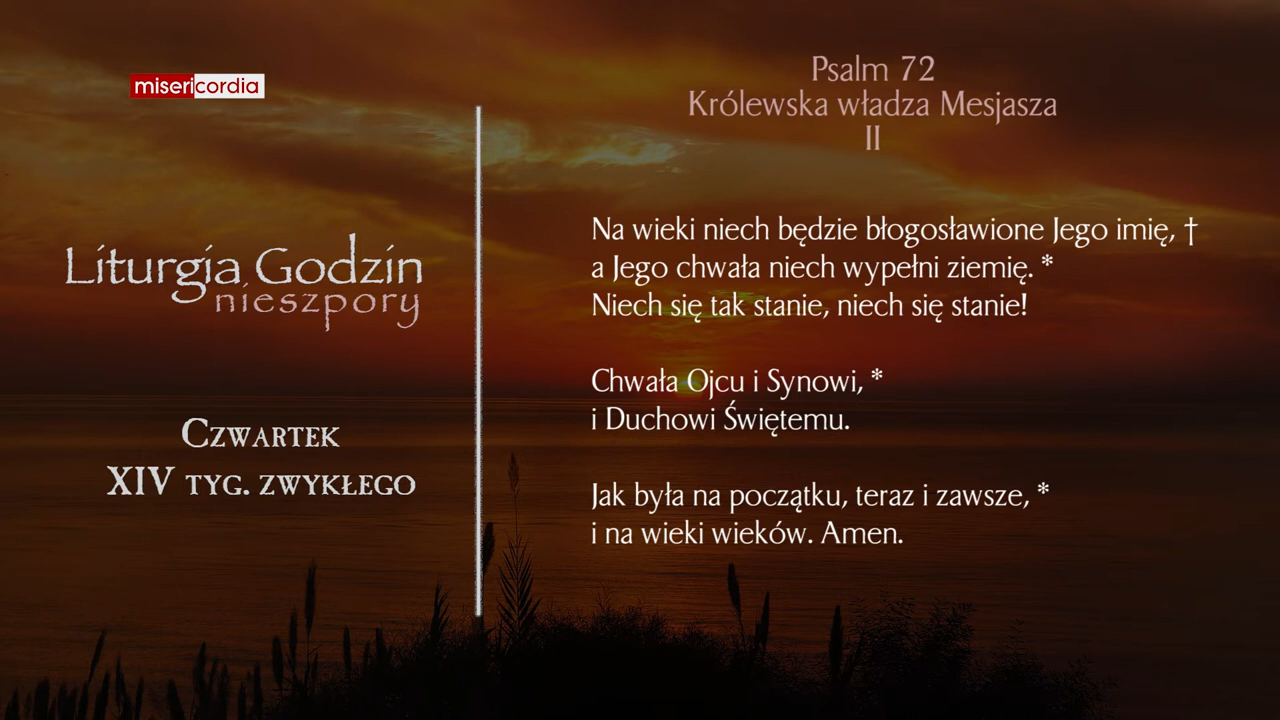 misericordia
Liturgia Godzin
nieszpory
Czwartek
XIV tyg. zwykłego
Psalm 72
Królewska władza Mesjasza
II
Na wieki niech będzie błogosławione Jego imię, †
a Jego chwała niech wypełni ziemię. *
Niech się tak stanie, niech się stanie!
Chwała Ojcu i Synowi, *
i Duchowi Świętemu.
Jak była na początku, teraz i zawsze, *
i na wieki wieków. Amen.